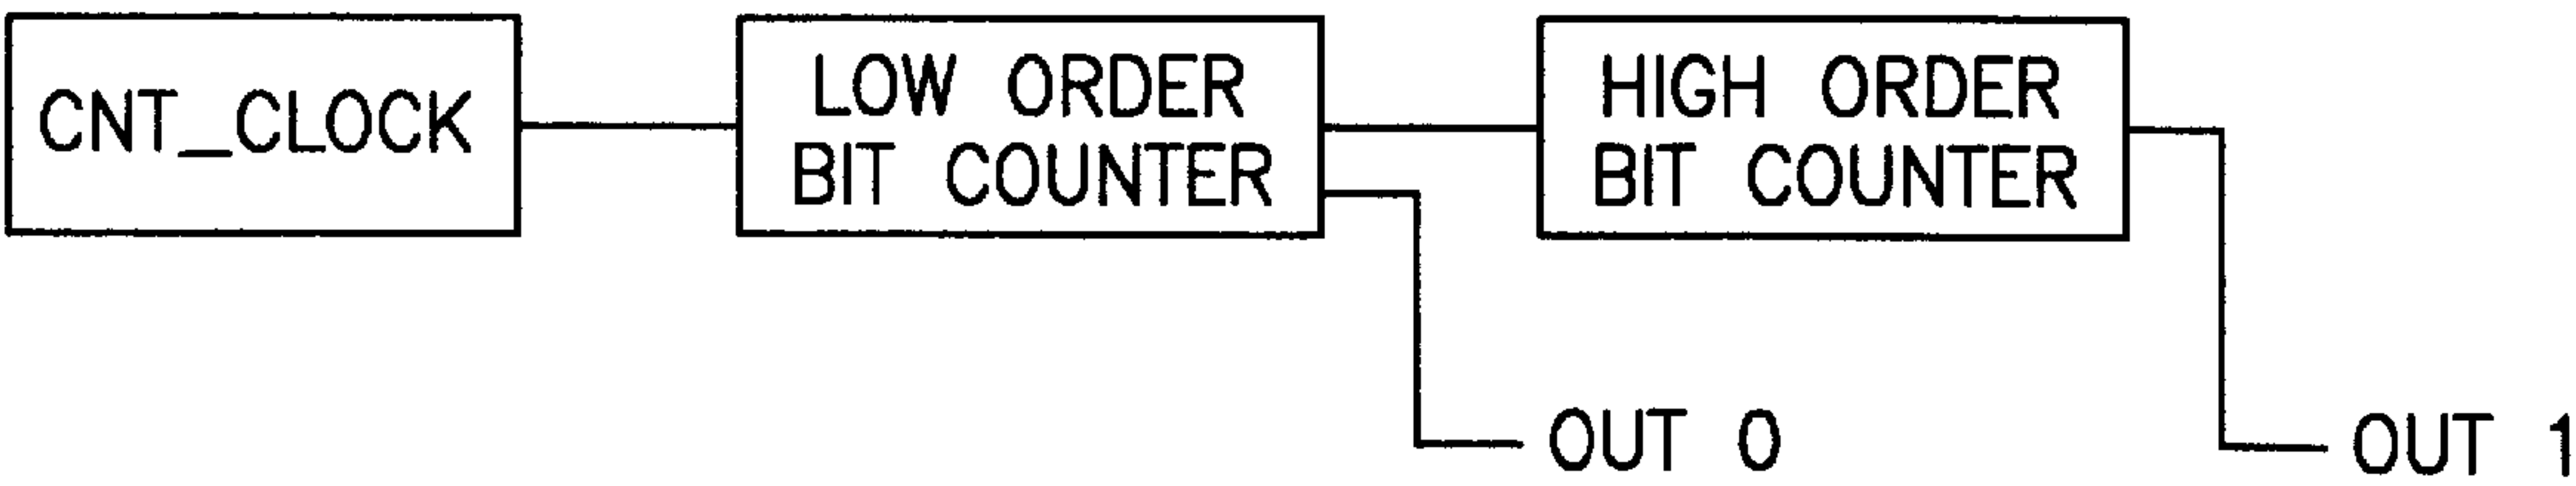 CNT_CLOCK
LOW ORDER
BIT COUNTER
HIGH ORDER
BIT COUNTER
OUT 0
OUT 1